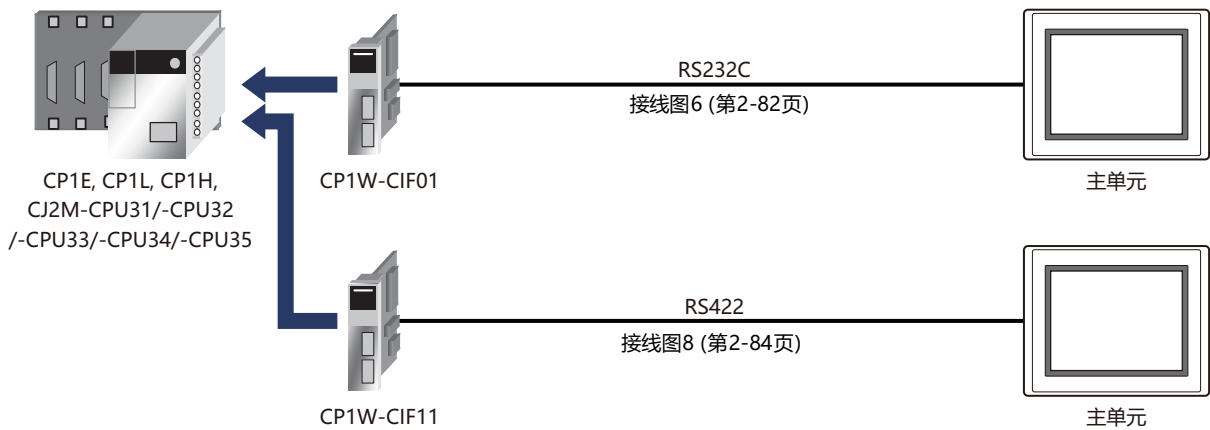 RS232C
接线图6 (第2-82页)
CP1E, CP1L, CP1H,
CJ2M-CPU31/-CPU32
/-CPU33/-CPU34/-CPU35
CP1W-CIF01
主单元
RS422
接线图8 (第2-84页)
CP1W-CIF11
主单元